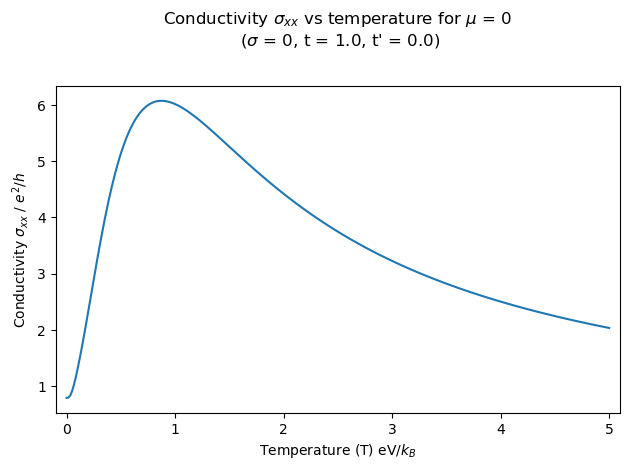 Conductivity σxx vs temperature for μ = 0
(σ = 0, t = 1.0, t' = 0.0)
6
5
4
3
2
1
Conductivity σxx / e²/h
0 1 2 3 4 5
Temperature (T) eV/kB